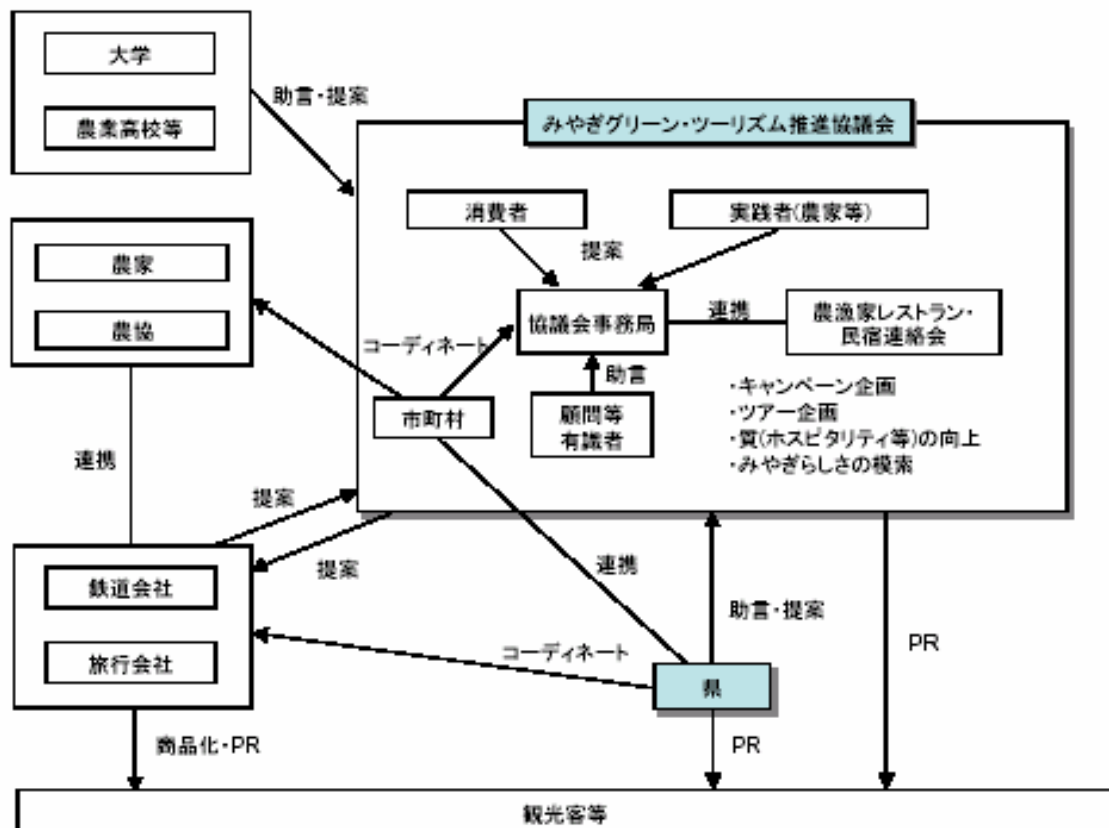 大学
農業高校等
助言・提案
みやぎグリーン・ツーリズム推進協議会
消費者
実践者(農家等)
提案
農家
農協
協議会事務局
連携
農漁家レストラン・
民宿連絡会
コーディネート
助言
市町村
顧問等
有識者
・キャンペーン企画
・ツアー企画
・質(ホスピタリティ等)の向上
・みやぎらしさの模索
連携
提案
提案
連携
鉄道会社
旅行会社
助言・提案
コーディネート
県
PR
商品化・PR
PR
観光客等